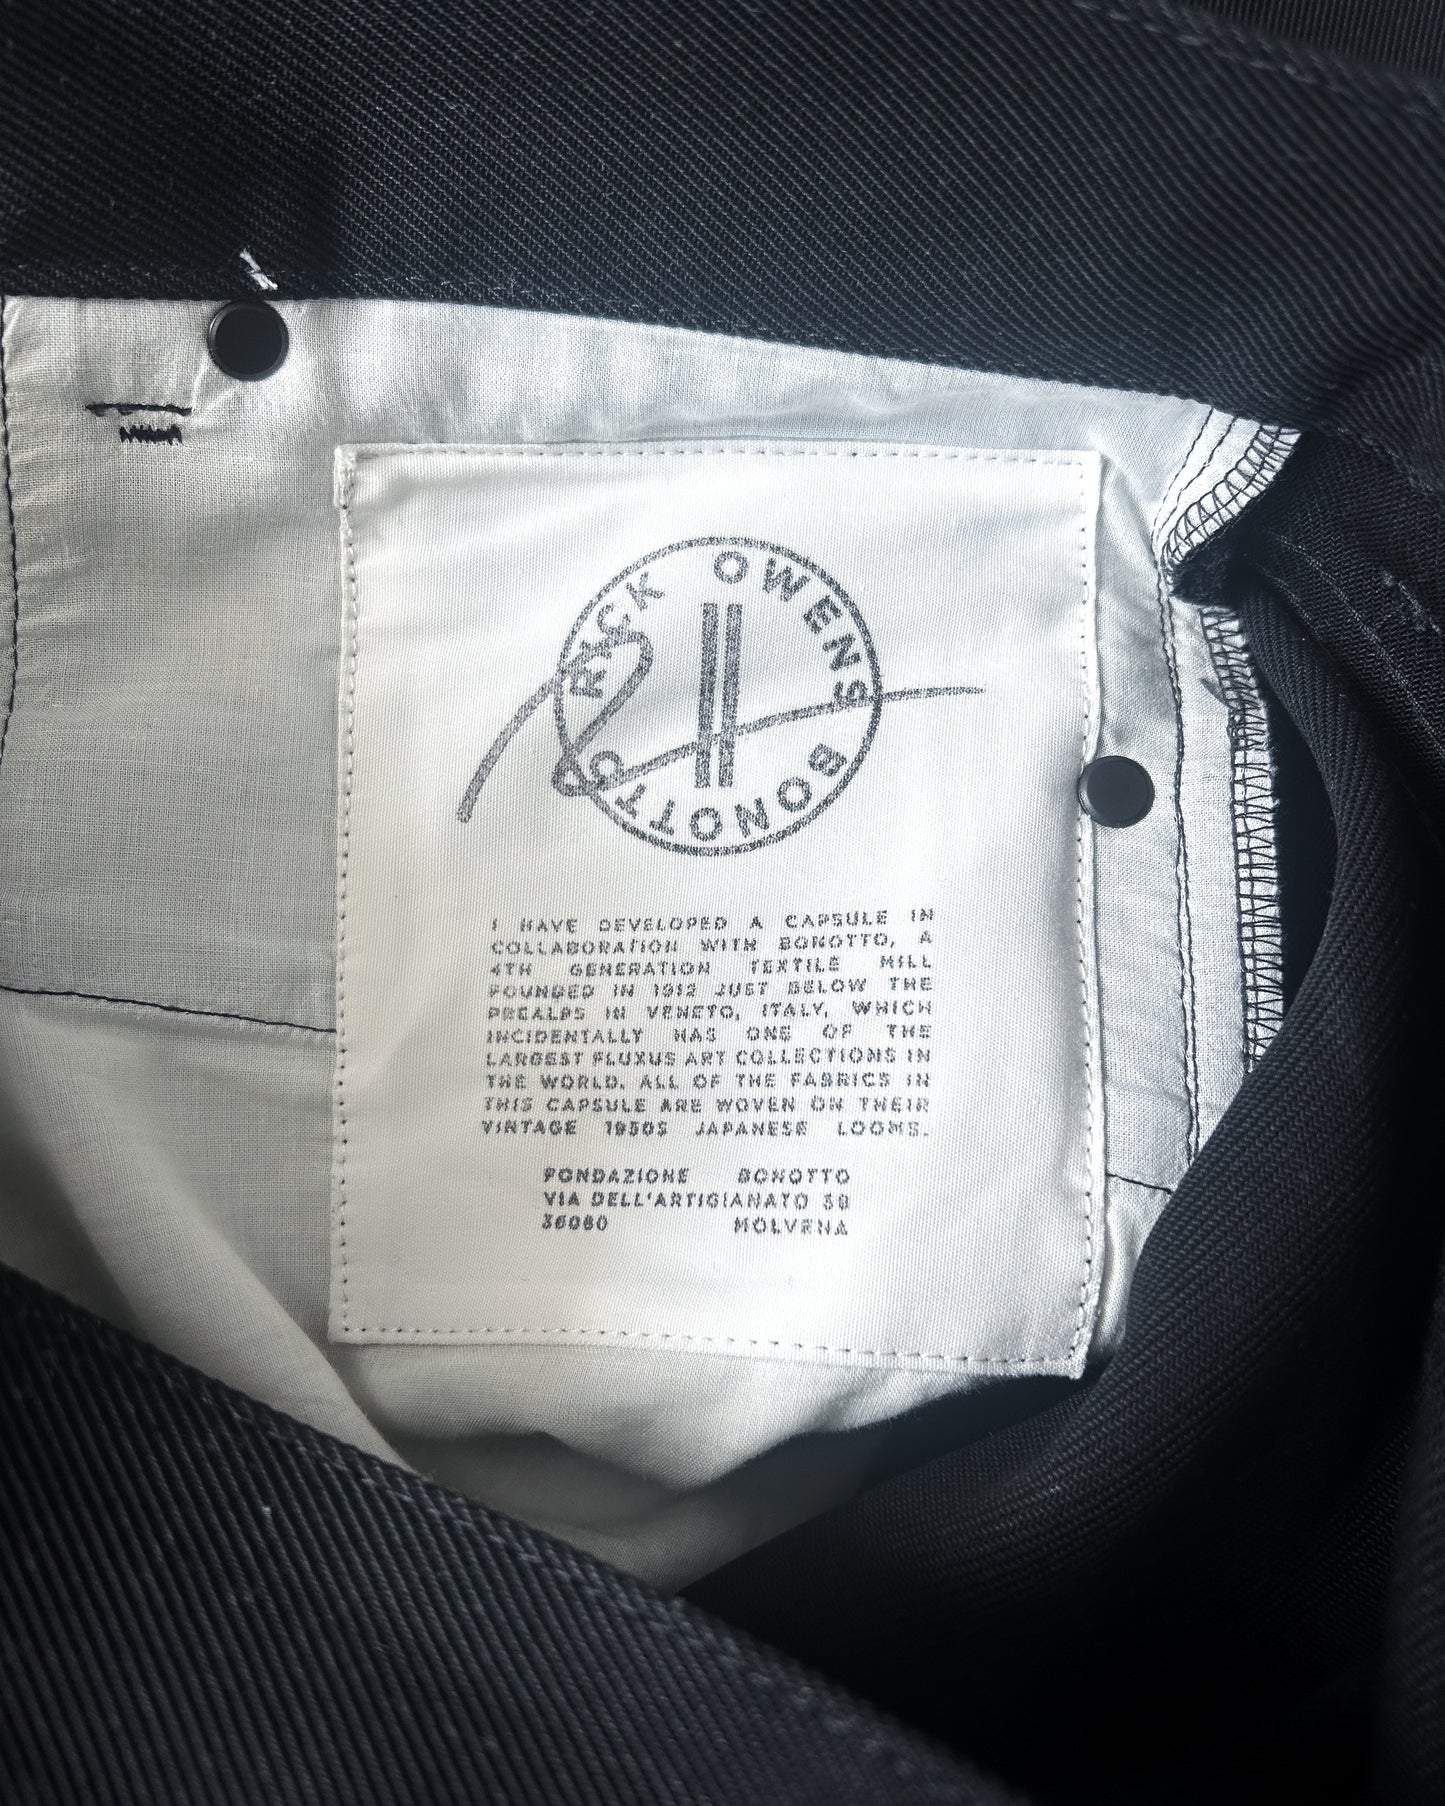 RICK OWENS
BONOTTO
I HAVE DEVELOPED A CAPSULE IN
COLLABORATION WITH BONOTTO, A
4TH GENERATION TEXTILE MILL
FOUNDED IN 1912 JUST BELOW THE
PREALPS IN VENETO, ITALY, WHICH
INCIDENTALLY HAS ONE OF THE
LARGEST FLUXUS ART COLLECTIONS IN
THE WORLD. ALL OF THE FABRICS IN
THIS CAPSULE ARE WOVEN ON THEIR
VINTAGE 1950S JAPANESE LOOMS.
FONDAZIONE BONOTTO
VIA DELL'ARTIGIANATO
36060 MOLVENA